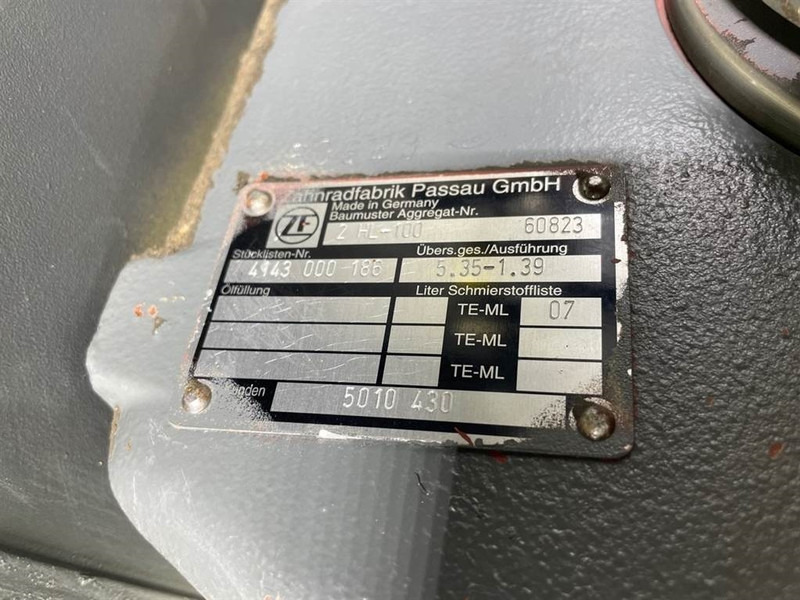 Zahnradfabrik Passau GmbH
Made in Germany
Baumuster Aggregat-Nr.
ZF
2 HL-100 60823
Stücklisten-Nr. Übers.ges./Ausführung
4143 000-186 5.35-1.39
Ölfüllung Liter Schmierstoffliste
TE-ML 07
TE-ML
TE-ML
5010 430